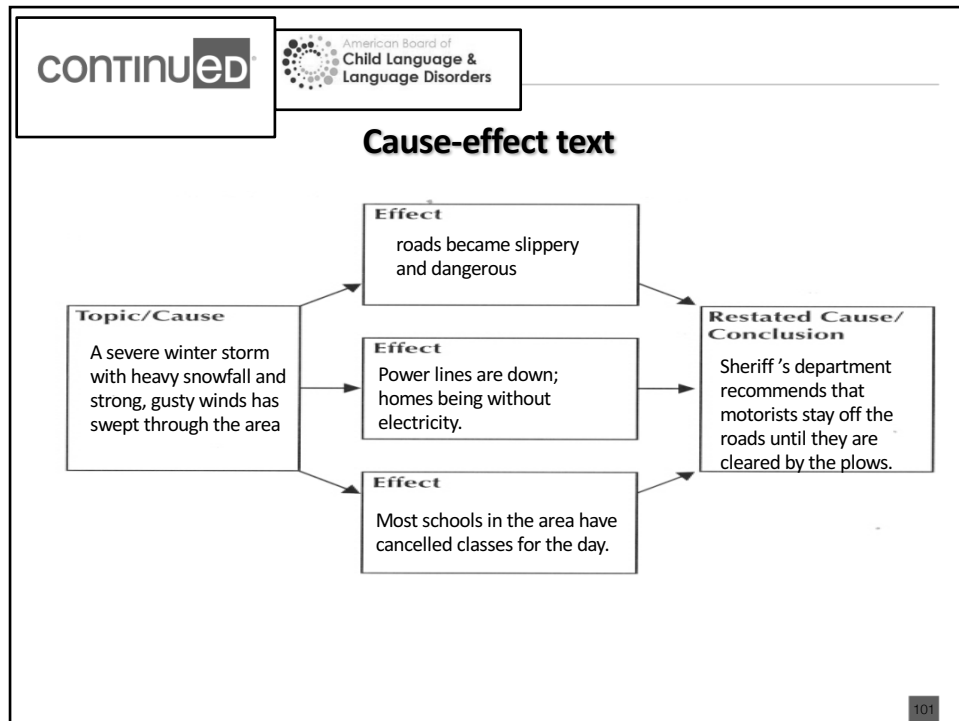 continued
American Board of
Child Language &
Language Disorders
Cause-effect text
Topic/Cause
A severe winter storm
with heavy snowfall and
strong, gusty winds has
swept through the area
Effect
roads became slippery
and dangerous
Effect
Power lines are down;
homes being without
electricity.
Effect
Most schools in the area have
cancelled classes for the day.
Restated Cause/
Conclusion
Sheriff 's department
recommends that
motorists stay off the
roads until they are
cleared by the plows.
101